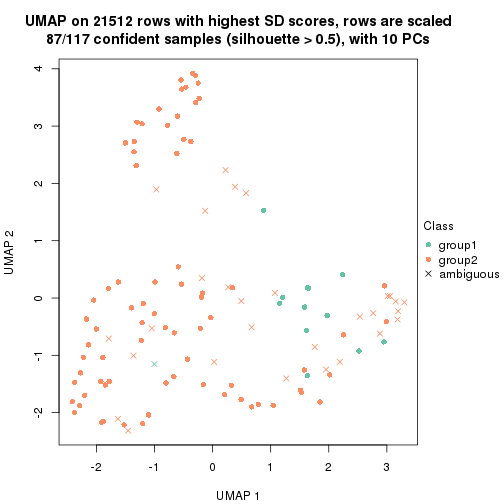 UMAP on 21512 rows with highest SD scores, rows are scaled
87/117 confident samples (silhouette > 0.5), with 10 PCs
4
3
2
1
0
-1
-2
UMAP 2
-2
-1
0
1
2
3
UMAP 1
Class
group1
group2
ambiguous